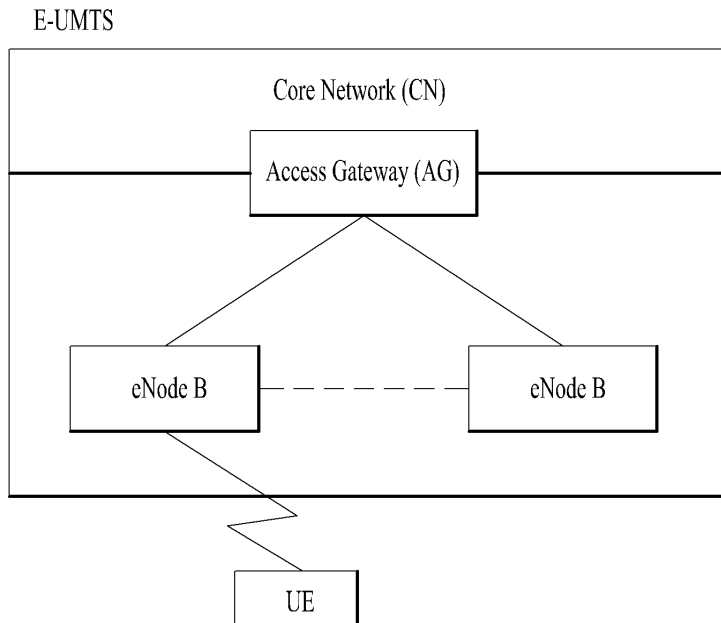 E-UMTS
Core Network (CN)
Access Gateway (AG)
eNode B
eNode B
UE